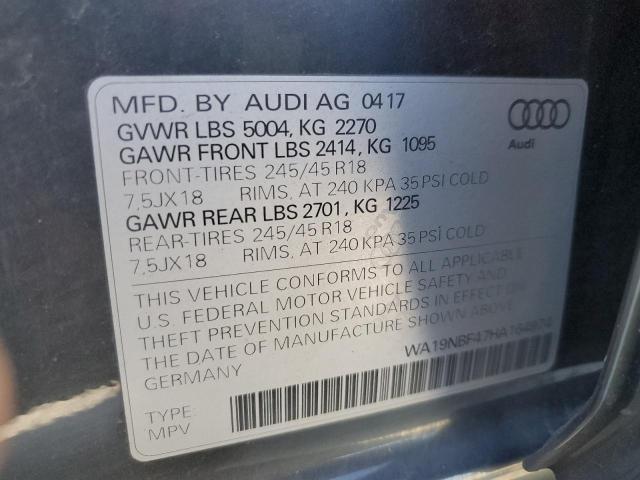 MFD. BY AUDI AG 0417
GVWR LBS 5004, KG 2270
GAWR FRONT LBS 2414, KG 1095
FRONT-TIRES 245/45 R18
7,5JX18 RIMS, AT 240 KPA 35 PSI COLD
GAWR REAR LBS 2701, KG 1225
REAR-TIRES 245/45 R18
7,5JX18 RIMS, AT 240 KPA 35 PSI COLD
Audi
THIS VEHICLE CONFORMS TO ALL APPLICABLE
U.S. FEDERAL MOTOR VEHICLE SAFETY AND
THEFT PREVENTION STANDARDS IN EFFECT ON
THE DATE OF MANUFACTURE SHOWN ABOVE.
GERMANY
TYPE:
MPV